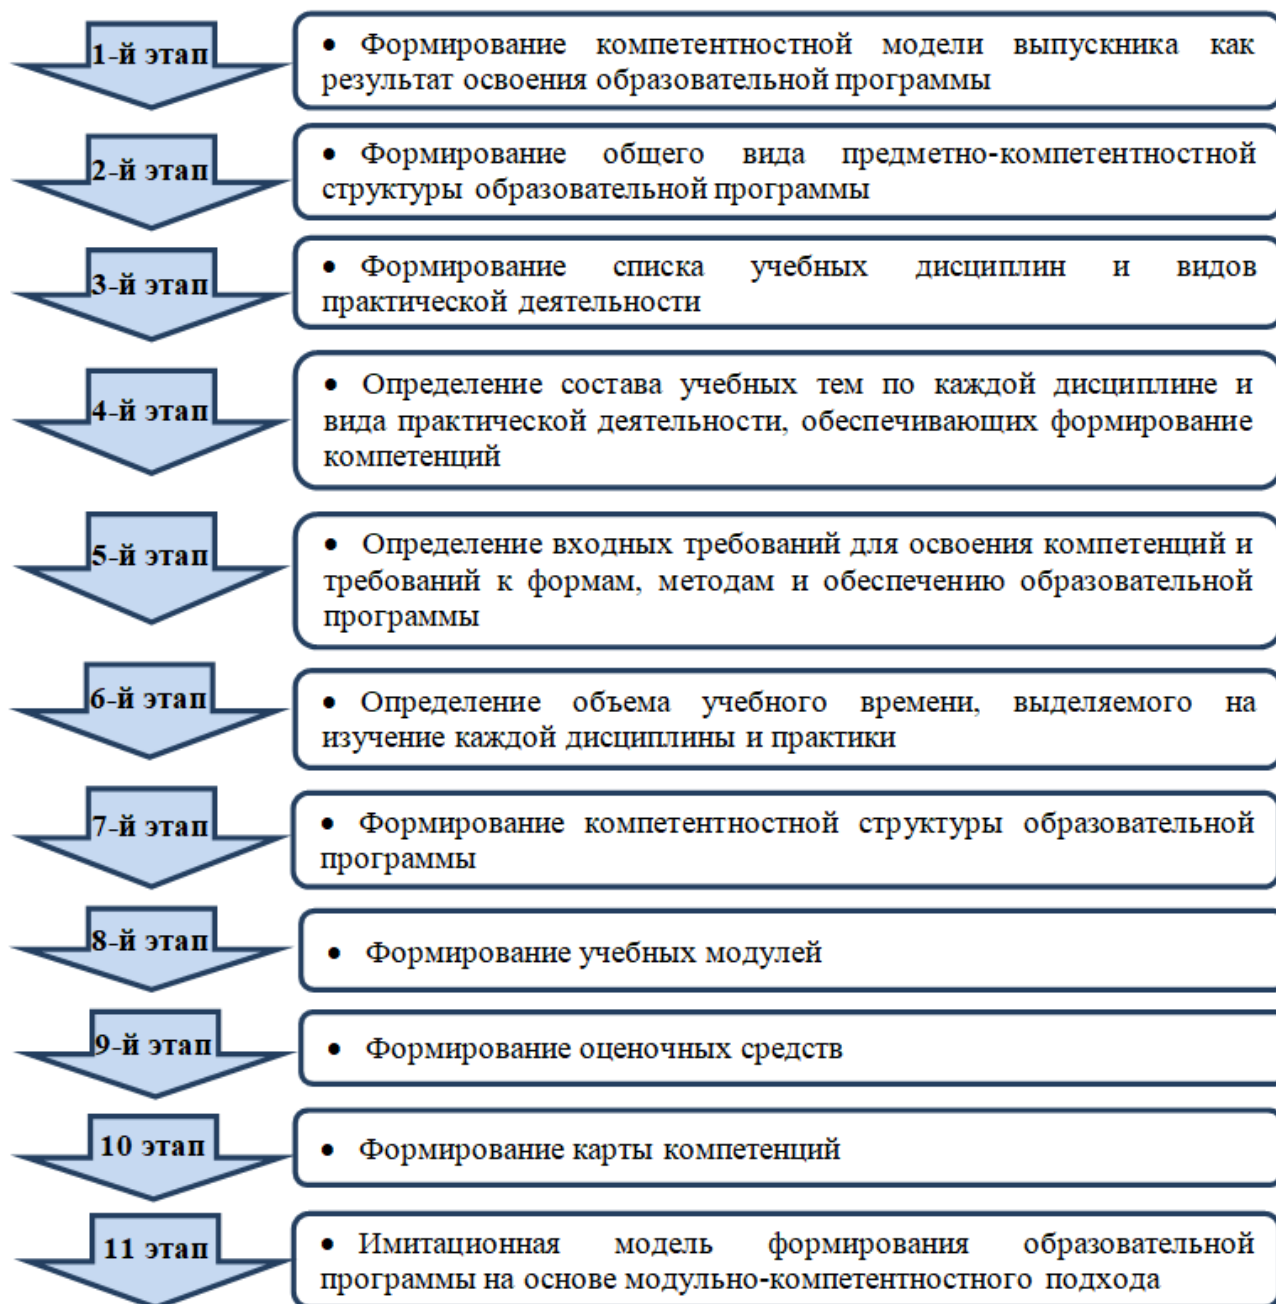 1-й этап
• Формирование компетентностной модели выпускника как
результат освоения образовательной программы
2-й этап
• Формирование общего вида предметно-компетентностной
структуры образовательной программы
3-й этап
• Формирование списка учебных дисциплин и видов
практической деятельности
4-й этап
• Определение состава учебных тем по каждой дисциплине и
вида практической деятельности, обеспечивающих формирование
компетенций
5-й этап
• Определение входных требований для освоения компетенций и
требований к формам, методам и обеспечению образовательной
программы
6-й этап
• Определение объема учебного времени, выделяемого на
изучение каждой дисциплины и практики
7-й этап
• Формирование компетентностной структуры образовательной
программы
8-й этап
• Формирование учебных модулей
9-й этап
• Формирование оценочных средств
10 этап
• Формирование карты компетенций
11 этап
• Имитационная модель формирования образовательной
программы на основе модульно-компетентностного подхода